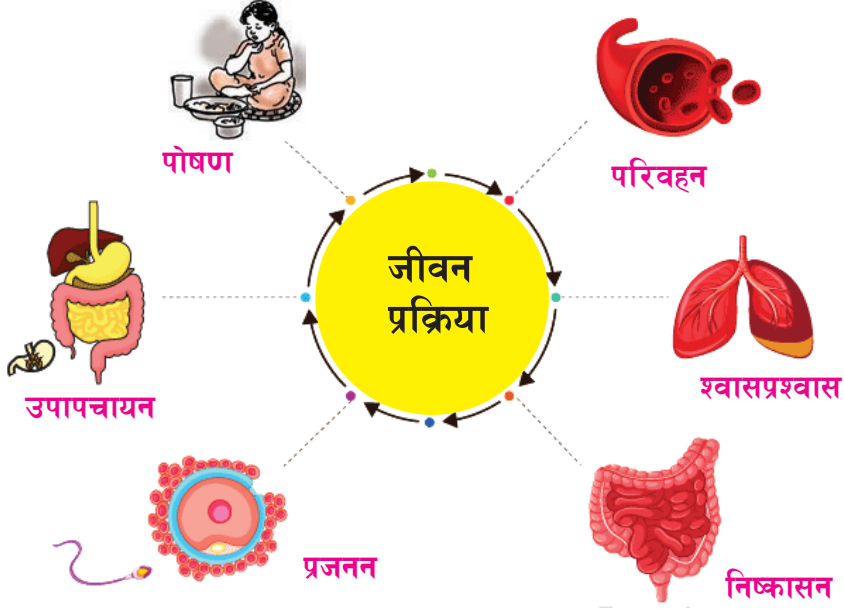 पोषण
परिवहन
जीवन
प्रक्रिया
उपापचायन
श्वासप्रश्वास
प्रजनन
निष्कासन